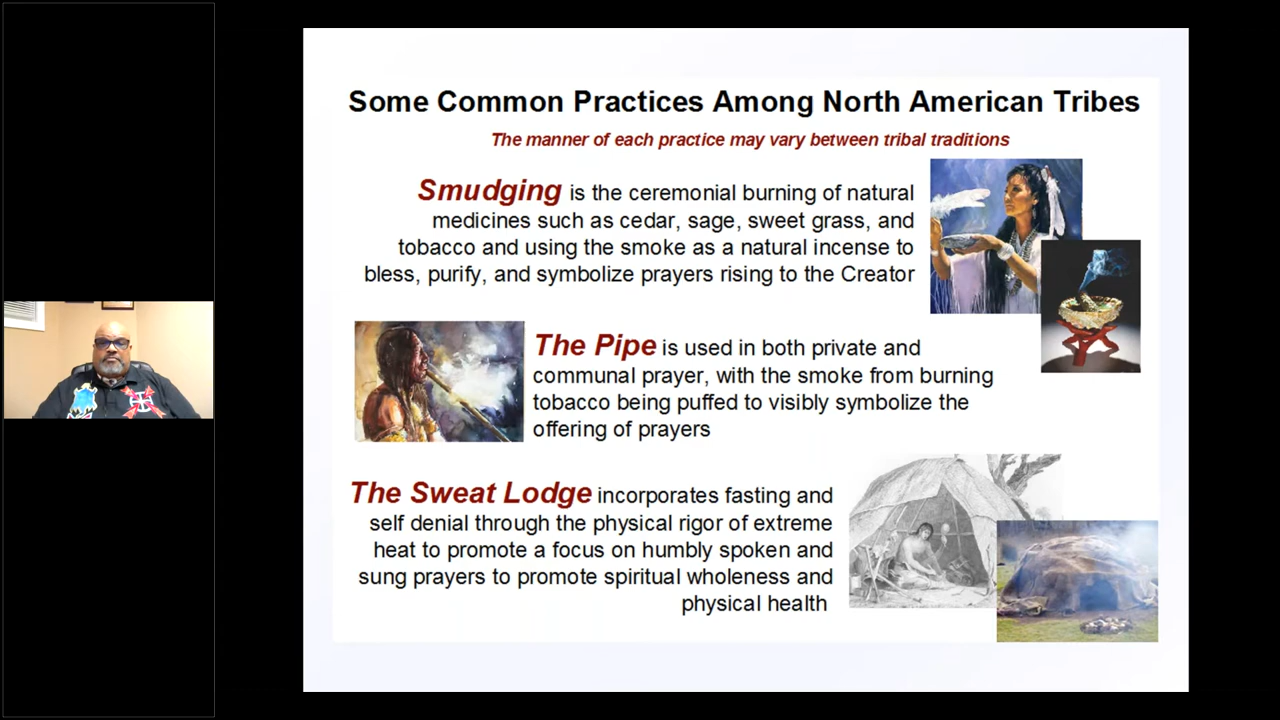 Some Common Practices Among North American Tribes
The manner of each practice may vary between tribal traditions
Smudging is the ceremonial burning of natural
medicines such as cedar, sage, sweet grass, and
tobacco and using the smoke as a natural incense to
bless, purify, and symbolize prayers rising to the Creator
The Pipe is used in both private and
communal prayer, with the smoke from burning
tobacco being puffed to visibly symbolize the
offering of prayers
The Sweat Lodge incorporates fasting and
self denial through the physical rigor of extreme
heat to promote a focus on humbly spoken and
sung prayers to promote spiritual wholeness and
physical health